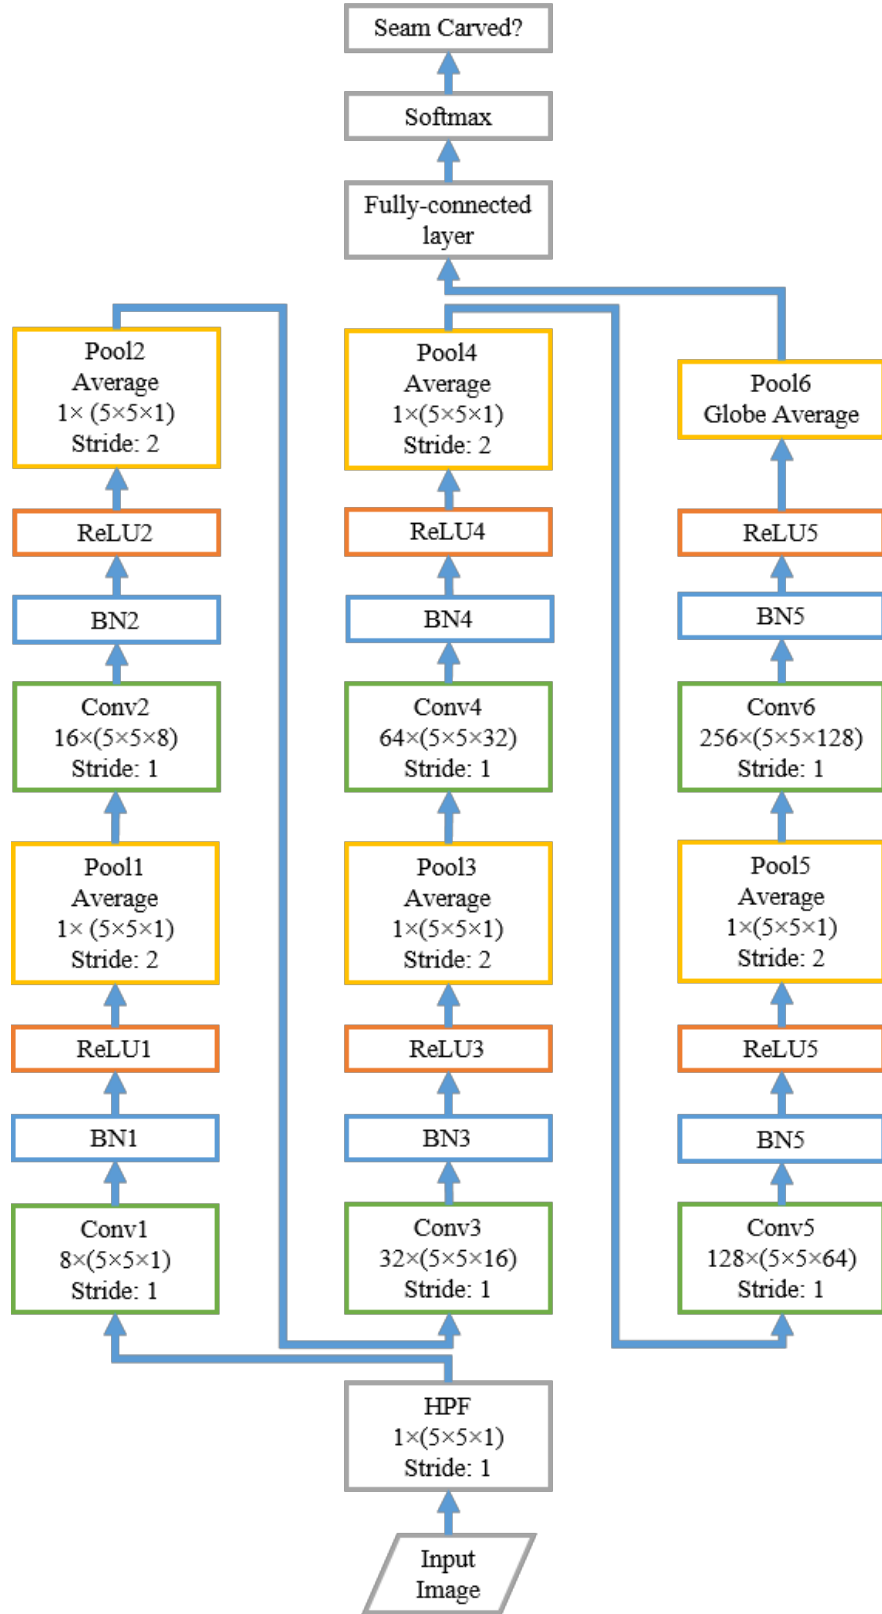 Seam Carved?
Softmax
Fully-connected
layer
Pool2
Average
1× (5×5×1)
Stride: 2
ReLU2
BN2
Conv2
16×(5×5×8)
Stride: 1
Pool1
Average
1× (5×5×1)
Stride: 2
ReLU1
BN1
Conv1
8×(5×5×1)
Stride: 1
Pool4
Average
1×(5×5×1)
Stride: 2
ReLU4
BN4
Conv4
64×(5×5×32)
Stride: 1
Pool3
Average
1×(5×5×1)
Stride: 2
ReLU3
BN3
Conv3
32×(5×5×16)
Stride: 1
Pool6
Globe Average
ReLU5
BN5
Conv6
256×(5×5×128)
Stride: 1
Pool5
Average
1×(5×5×1)
Stride: 2
ReLU5
BN5
Conv5
128×(5×5×64)
Stride: 1
HPF
1×(5×5×1)
Stride: 1
Input
Image